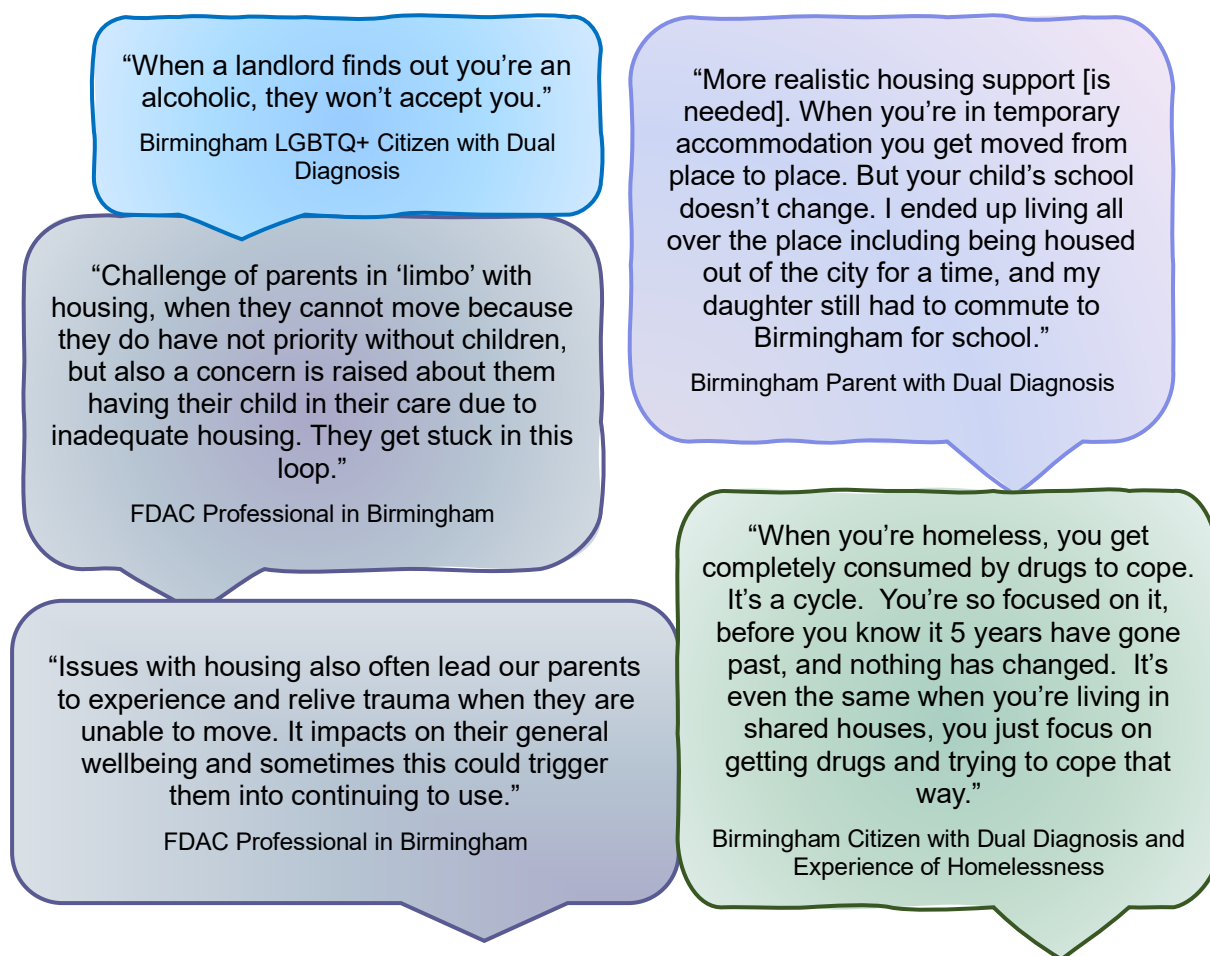 “When a landlord finds out you’re an
alcoholic, they won’t accept you.”
Birmingham LGBTQ+ Citizen with Dual
Diagnosis
“Challenge of parents in ‘limbo’ with
housing, when they cannot move because
they do have not priority without children,
but also a concern is raised about them
having their child in their care due to
inadequate housing. They get stuck in this
loop.”
FDAC Professional in Birmingham
“Issues with housing also often lead our parents
to experience and relive trauma when they are
unable to move. It impacts on their general
wellbeing and sometimes this could trigger
them into continuing to use.”
FDAC Professional in Birmingham
“More realistic housing support [is
needed]. When you’re in temporary
accommodation you get moved from
place to place. But your child’s school
doesn’t change. I ended up living all
over the place including being housed
out of the city for a time, and my
daughter still had to commute to
Birmingham for school.”
Birmingham Parent with Dual Diagnosis
“When you’re homeless, you get
completely consumed by drugs to cope.
It’s a cycle.  You’re so focused on it,
before you know it 5 years have gone
past, and nothing has changed.  It’s
even the same when you’re living in
shared houses, you just focus on
getting drugs and trying to cope that
way.”
Birmingham Citizen with Dual Diagnosis and
Experience of Homelessness